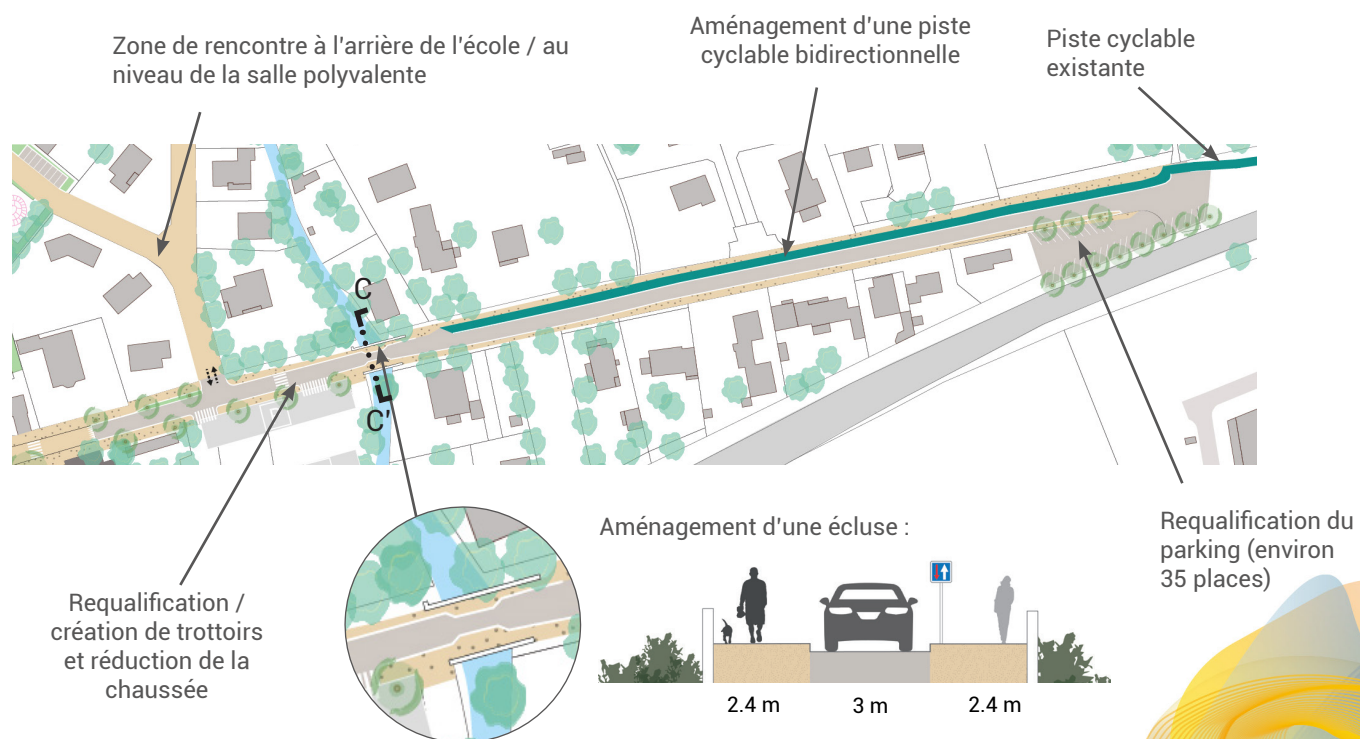 Zone de rencontre à l'arrière de l'école / au
niveau de la salle polyvalente
Aménagement d'une piste
cyclable bidirectionnelle
Piste cyclable
existante
C
C'
Requalification /
création de trottoirs
et réduction de la
chaussée
Aménagement d'une écluse :
2.4 m
3 m
2.4 m
Requalification du
parking (environ
35 places)